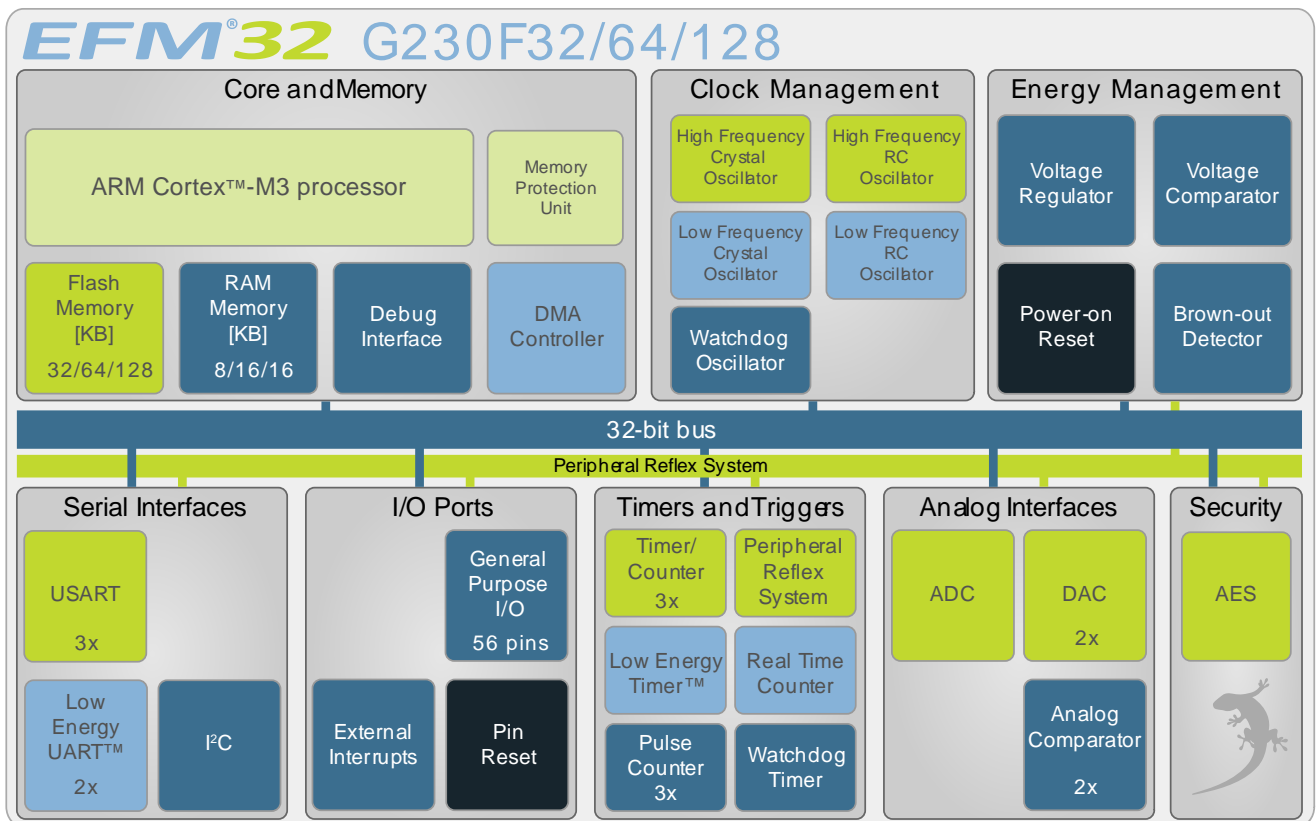 EFM®32 G230F32/64/128
Core and Memory
ARM Cortex™-M3 processor
Memory
Protection
Unit
Flash
Memory
[KB]
32/64/128
RAM
Memory
[KB]
8/16/16
Debug
Interface
DMA
Controller
Clock Management
High Frequency
Crystal
Oscillator
High Frequency
RC
Oscillator
Low Frequency
Crystal
Oscillator
Low Frequency
RC
Oscillator
Watchdog
Oscillator
Energy Management
Voltage
Regulator
Voltage
Comparator
Power-on
Reset
Brown-out
Detector
32-bit bus
Peripheral Reflex System
Serial Interfaces
USART
3x
Low
Energy
UART™
2x
I²C
I/O Ports
General
Purpose
I/O
56 pins
External
Interrupts
Pin
Reset
Timers and Triggers
Timer/
Counter
3x
Peripheral
Reflex
System
Low Energy
Timer™
Real Time
Counter
Pulse
Counter
3x
Watchdog
Timer
Analog Interfaces
ADC
DAC
2x
Analog
Comparator
2x
Security
AES